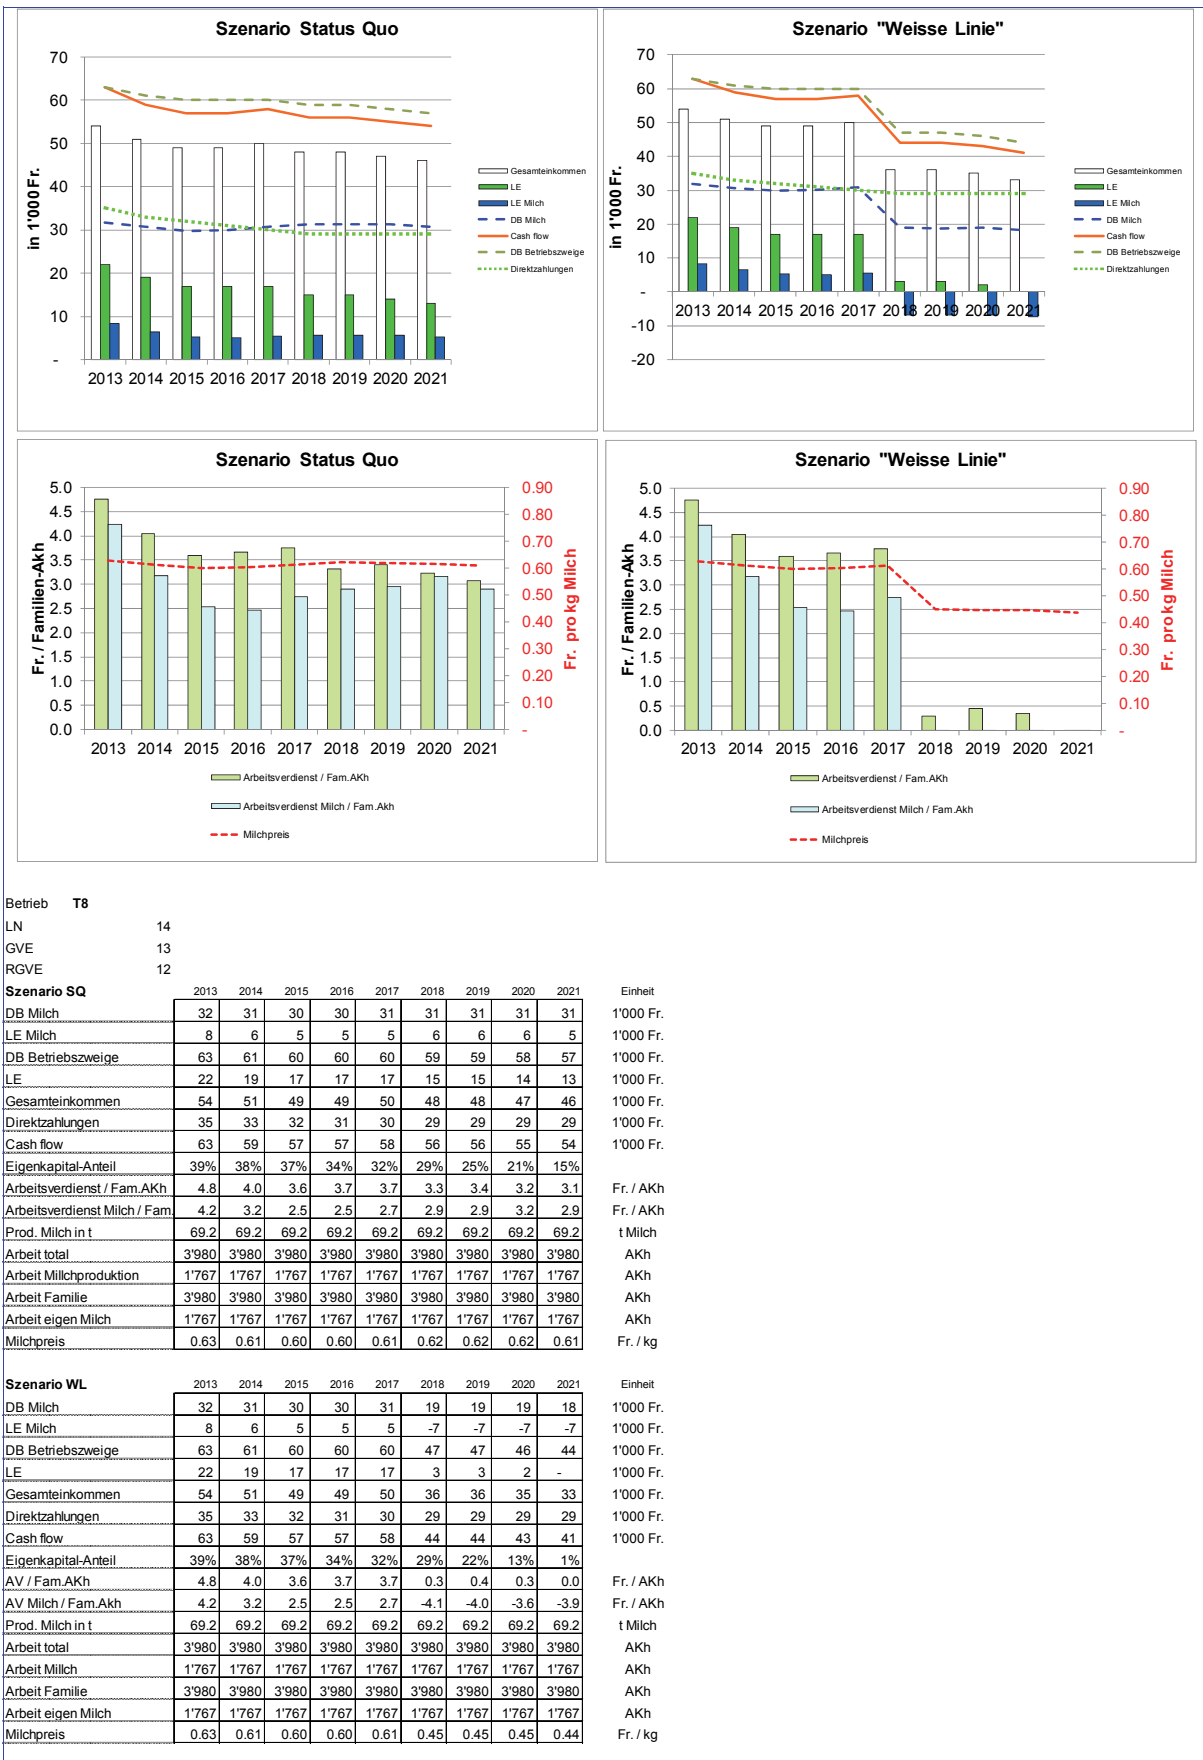 Szenario Status Quo
70
60
50
40
30
20
10
-
in 1'000 Fr.
2013 2014 2015 2016 2017 2018 2019 2020 2021
Gesamteinkommen
LE
LE Milch
DB Milch
Cash flow
DB Betriebszweige
Direktzahlungen
Szenario "Weisse Linie"
70
60
50
40
30
20
10
-
-10
-20
in 1'000 Fr.
2013 2014 2015 2016 2017 2018 2019 2020 2021
Gesamteinkommen
LE
LE Milch
DB Milch
Cash flow
DB Betriebszweige
Direktzahlungen
Szenario Status Quo
5.0
4.5
4.0
3.5
3.0
2.5
2.0
1.5
1.0
0.5
0.0
Fr. / Familien-Akh
0.90
0.80
0.70
0.60
0.50
0.40
0.30
0.20
0.10
-
Fr. pro kg Milch
2013 2014 2015 2016 2017 2018 2019 2020 2021
Arbeitsverdienst / Fam.AKh
Arbeitsverdienst Milch / Fam.Akh
Milchpreis
Szenario "Weisse Linie"
5.0
4.5
4.0
3.5
3.0
2.5
2.0
1.5
1.0
0.5
0.0
Fr. / Familien-Akh
0.90
0.80
0.70
0.60
0.50
0.40
0.30
0.20
0.10
-
Fr. pro kg Milch
2013 2014 2015 2016 2017 2018 2019 2020 2021
Arbeitsverdienst / Fam.AKh
Arbeitsverdienst Milch / Fam.Akh
Milchpreis
Betrieb T8
LN 14
GVE 13
RGVE 12
Szenario SQ 2013 2014 2015 2016 2017 2018 2019 2020 2021 Einheit
DB Milch 32 31 30 30 31 31 31 31 31 1'000 Fr.
LE Milch 8 6 5 5 5 6 6 6 5 1'000 Fr.
DB Betriebszweige 63 61 60 60 60 59 59 58 57 1'000 Fr.
LE 22 19 17 17 17 15 15 14 13 1'000 Fr.
Gesamteinkommen 54 51 49 49 50 48 48 47 46 1'000 Fr.
Direktzahlungen 35 33 32 31 30 29 29 29 29 1'000 Fr.
Cash flow 63 59 57 57 58 56 56 55 54 1'000 Fr.
Eigenkapital-Anteil 39% 38% 37% 34% 32% 29% 25% 21% 15%
Arbeitsverdienst / Fam.AKh 4.8 4.0 3.6 3.7 3.7 3.3 3.4 3.2 3.1 Fr. / AKh
Arbeitsverdienst Milch / Fam. 4.2 3.2 2.5 2.5 2.7 2.9 2.9 3.2 2.9 Fr. / AKh
Prod. Milch in t 69.2 69.2 69.2 69.2 69.2 69.2 69.2 69.2 69.2 t Milch
Arbeit total 3'980 3'980 3'980 3'980 3'980 3'980 3'980 3'980 3'980 AKh
Arbeit Millchproduktion 1'767 1'767 1'767 1'767 1'767 1'767 1'767 1'767 1'767 AKh
Arbeit Familie 3'980 3'980 3'980 3'980 3'980 3'980 3'980 3'980 3'980 AKh
Arbeit eigen Milch 1'767 1'767 1'767 1'767 1'767 1'767 1'767 1'767 1'767 AKh
Milchpreis 0.63 0.61 0.60 0.60 0.61 0.62 0.62 0.62 0.61 Fr. / kg
Szenario WL 2013 2014 2015 2016 2017 2018 2019 2020 2021 Einheit
DB Milch 32 31 30 30 31 19 19 19 18 1'000 Fr.
LE Milch 8 6 5 5 5 -7 -7 -7 -7 1'000 Fr.
DB Betriebszweige 63 61 60 60 60 47 47 46 44 1'000 Fr.
LE 22 19 17 17 17 3 3 2 - 1'000 Fr.
Gesamteinkommen 54 51 49 49 50 36 36 35 33 1'000 Fr.
Direktzahlungen 35 33 32 31 30 29 29 29 29 1'000 Fr.
Cash flow 63 59 57 57 58 44 44 43 41 1'000 Fr.
Eigenkapital-Anteil 39% 38% 37% 34% 32% 29% 22% 13% 1%
AV / Fam.AKh 4.8 4.0 3.6 3.7 3.7 0.3 0.4 0.3 0.0 Fr. / AKh
AV Milch / Fam.Akh 4.2 3.2 2.5 2.5 2.7 -4.1 -4.0 -3.6 -3.9 Fr. / AKh
Prod. Milch in t 69.2 69.2 69.2 69.2 69.2 69.2 69.2 69.2 69.2 t Milch
Arbeit total 3'980 3'980 3'980 3'980 3'980 3'980 3'980 3'980 3'980 AKh
Arbeit Millch 1'767 1'767 1'767 1'767 1'767 1'767 1'767 1'767 1'767 AKh
Arbeit Familie 3'980 3'980 3'980 3'980 3'980 3'980 3'980 3'980 3'980 AKh
Arbeit eigen Milch 1'767 1'767 1'767 1'767 1'767 1'767 1'767 1'767 1'767 AKh
Milchpreis 0.63 0.61 0.60 0.60 0.61 0.45 0.45 0.45 0.44 Fr. / kg